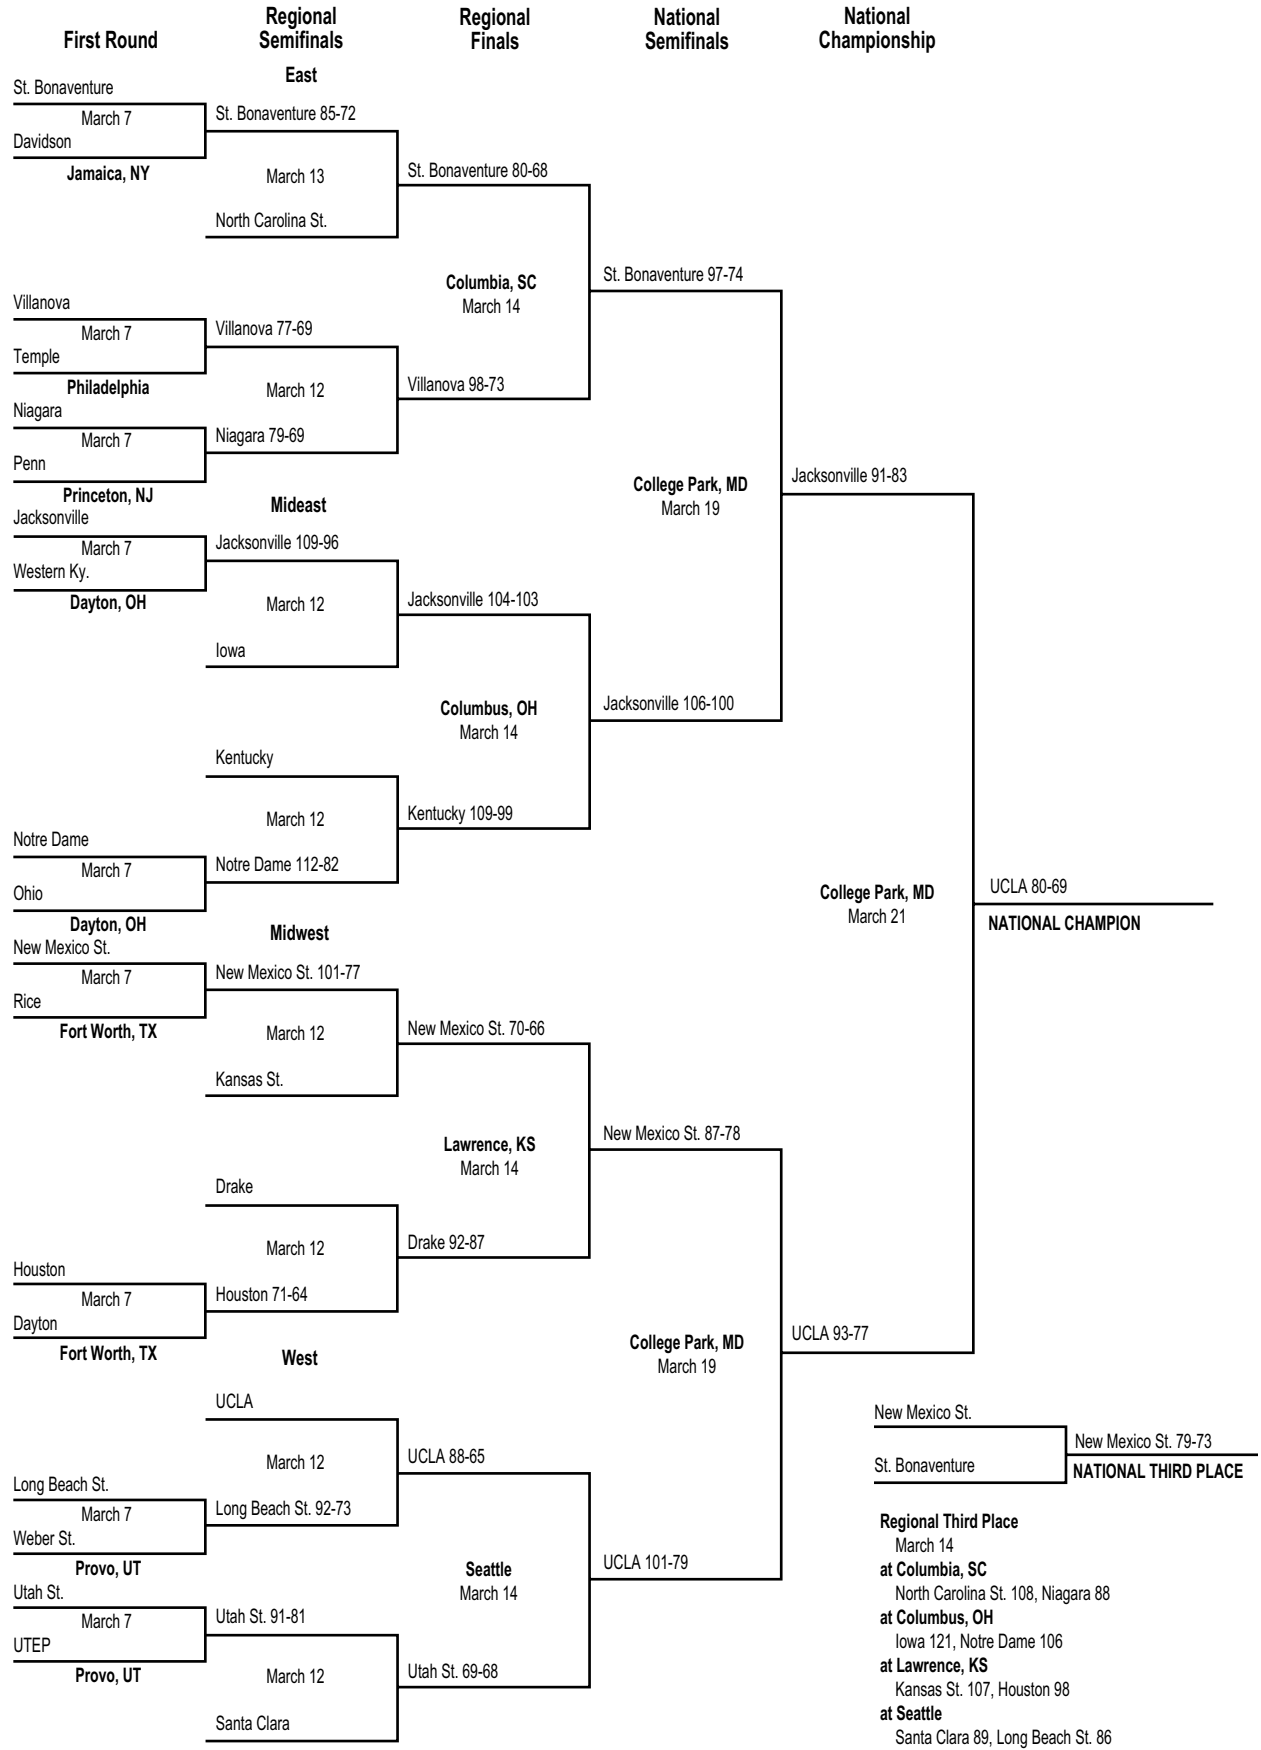 First Round
Regional
Semifinals
Regional
Finals
National
Semifinals
National
Championship
East
St. Bonaventure
March 7
Davidson
Jamaica, NY
St. Bonaventure 85-72
March 13
North Carolina St.
St. Bonaventure 80-68
Columbia, SC
March 14
St. Bonaventure 97-74
Villanova
March 7
Temple
Philadelphia
Villanova 77-69
March 12
Villanova 98-73
Niagara
March 7
Penn
Princeton, NJ
Niagara 79-69
College Park, MD
March 19
Jacksonville 91-83
Mideast
Jacksonville
March 7
Western Ky.
Dayton, OH
Jacksonville 109-96
March 12
Iowa
Jacksonville 104-103
Columbus, OH
March 14
Jacksonville 106-100
Kentucky
March 12
Kentucky 109-99
Notre Dame
March 7
Ohio
Dayton, OH
Notre Dame 112-82
College Park, MD
March 21
UCLA 80-69
NATIONAL CHAMPION
Midwest
New Mexico St.
March 7
Rice
Fort Worth, TX
New Mexico St. 101-77
March 12
Kansas St.
New Mexico St. 70-66
Lawrence, KS
March 14
New Mexico St. 87-78
Drake
March 12
Drake 92-87
Houston
March 7
Dayton
Fort Worth, TX
Houston 71-64
College Park, MD
March 19
UCLA 93-77
West
UCLA
March 12
UCLA 88-65
Long Beach St.
March 7
Weber St.
Provo, UT
Long Beach St. 92-73
Seattle
March 14
UCLA 101-79
Utah St.
March 7
UTEP
Provo, UT
Utah St. 91-81
March 12
Utah St. 69-68
Santa Clara
New Mexico St.
St. Bonaventure
New Mexico St. 79-73
NATIONAL THIRD PLACE
Regional Third Place
March 14
at Columbia, SC
North Carolina St. 108, Niagara 88
at Columbus, OH
Iowa 121, Notre Dame 106
at Lawrence, KS
Kansas St. 107, Houston 98
at Seattle
Santa Clara 89, Long Beach St. 86